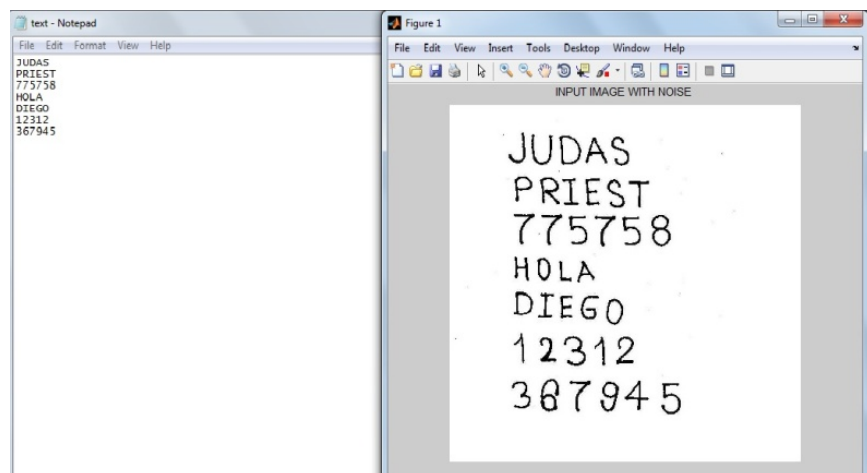 text - Notepad
File Edit Format View Help
JUDAS
PRIEST
775758
HOLA
DIEGO
12312
367945
Figure 1
File Edit View Insert Tools Desktop Window Help
INPUT IMAGE WITH NOISE
JUDAS
PRIEST
775758
HOLA
DIEGO
12312
367945